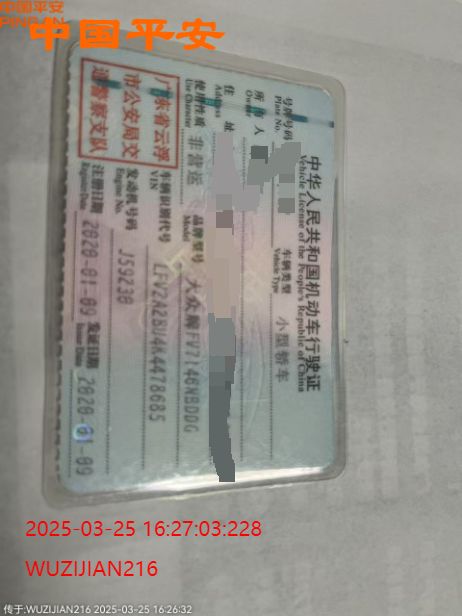 中国平安
PING AN
中国平安
中华人民共和国机动车行驶证
Vehicle License of the People's Republic of China
号牌号码
Plate No.
车辆类型 小型轿车
Vehicle Type
所有人
Owner
住址
Address
使用性质 非营运
Use Character
品牌型号
Model
大众牌FV7146NBDDG
车辆识别代号
VIN
LFV2A2BU4K4478685
发动机号码 J59238
Engine No.
注册日期 2020-01-09
Register Date
发证日期 2020-01-09
Issue Date
广东省云浮
市公安局交
通警察支队
2025-03-25 16:27:03:228
WUZIJIAN216
传于:WUZIJIAN216 2025-03-25 16:26:32